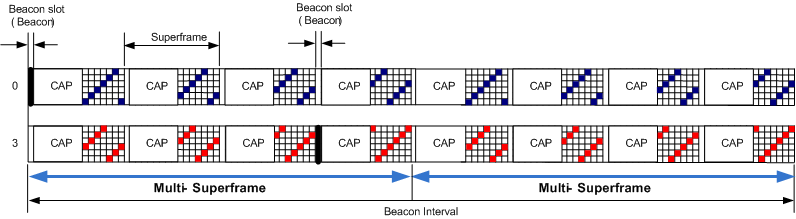 Beacon slot
( Beacon)
Beacon slot
( Beacon)
Superframe
0 CAP CAP CAP CAP CAP CAP CAP CAP
3 CAP CAP CAP CAP CAP CAP CAP CAP
Multi- Superframe Multi- Superframe
Beacon Interval